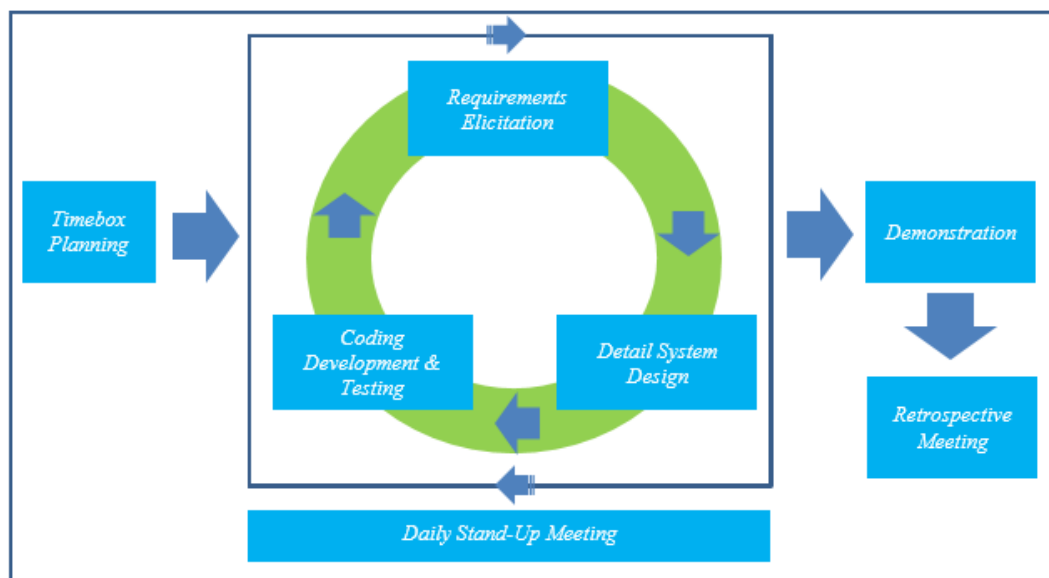 Requirements
Elicitation
Timebox
Planning
Demonstration
Coding
Development &
Testing
Detail System
Design
Retrospective
Meeting
Daily Stand-Up Meeting